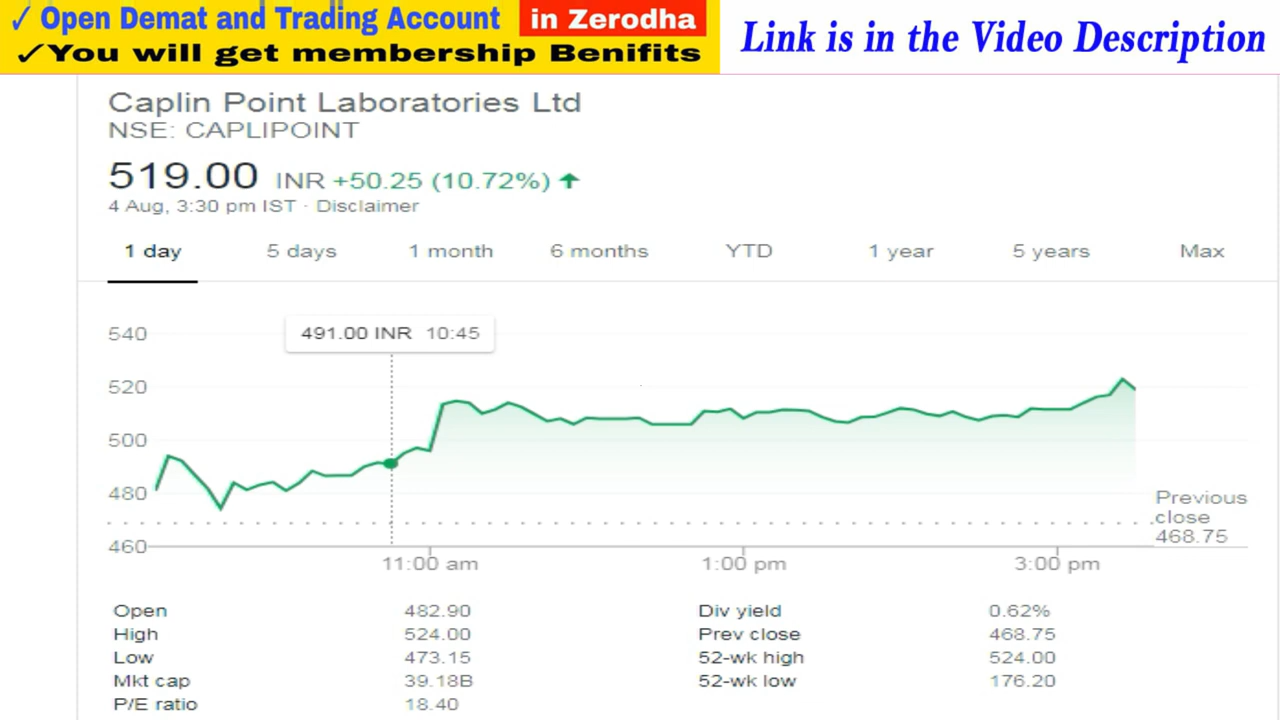 ✓ Open Demat and Trading Account in Zerodha
✓You will get membership Benifits
Link is in the Video Description
Caplin Point Laboratories Ltd
NSE: CAPLIPOINT
519.00 INR +50.25 (10.72%) ↑
4 Aug, 3:30 pm IST · Disclaimer
1 day 5 days 1 month 6 months YTD 1 year 5 years Max
491.00 INR 10:45
540
520
500
480
460
Previous
close
468.75
11:00 am 1:00 pm 3:00 pm
Open 482.90 Div yield 0.62%
High 524.00 Prev close 468.75
Low 473.15 52-wk high 524.00
Mkt cap 39.18B 52-wk low 176.20
P/E ratio 18.40